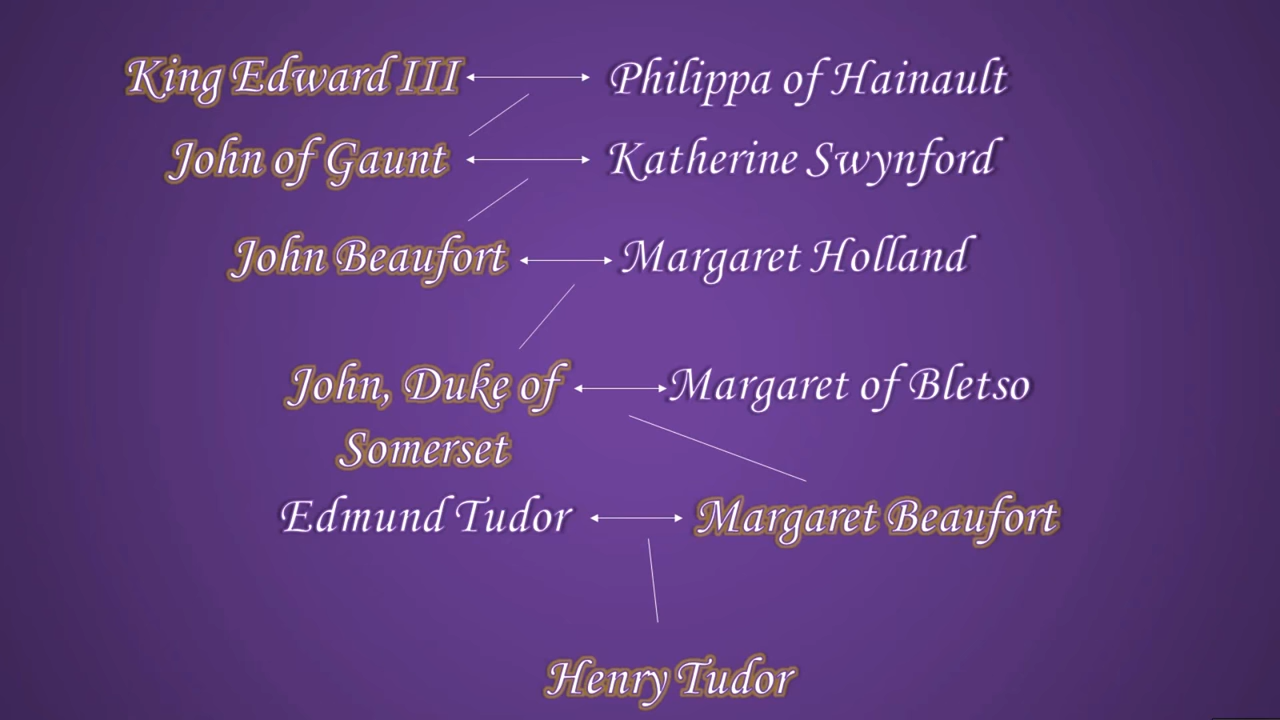 King Edward III Philippa of Hainault
John of Gaunt Katherine Swynford
John Beaufort Margaret Holland
John, Duke of Margaret of Bletso
Somerset
Edmund Tudor Margaret Beaufort
Henry Tudor